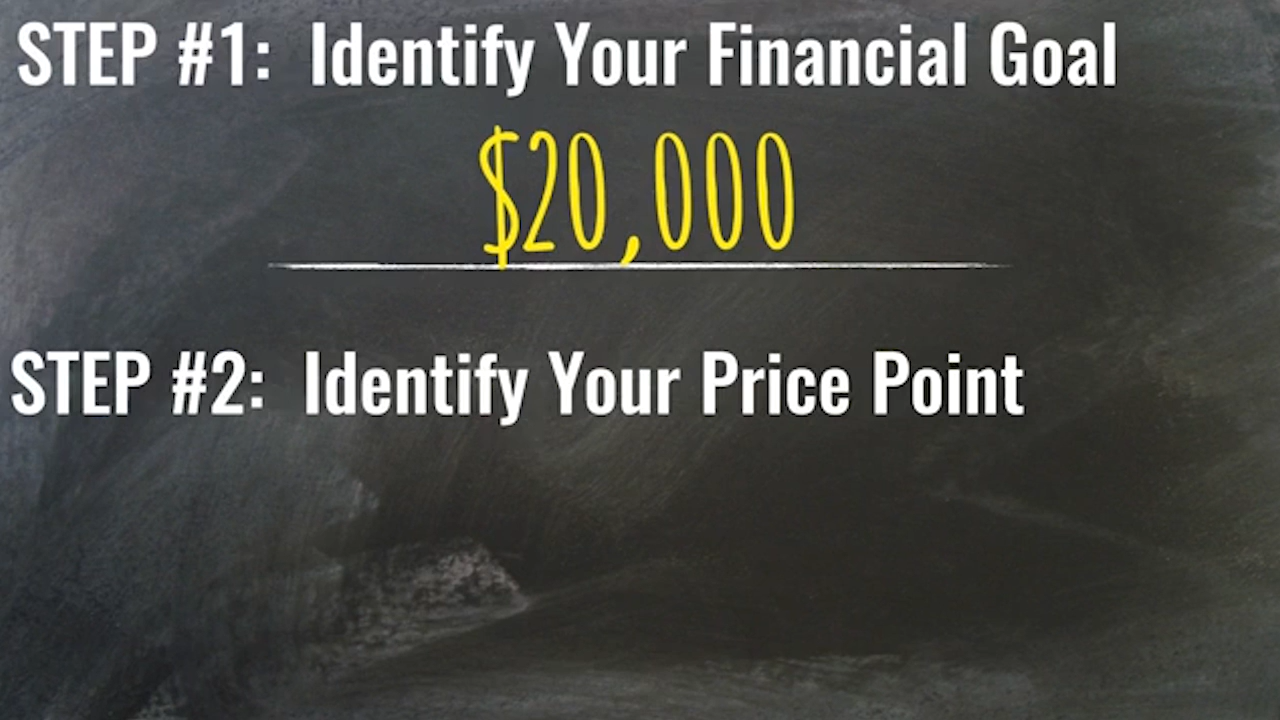 STEP #1: Identify Your Financial Goal
$20,000
STEP #2: Identify Your Price Point